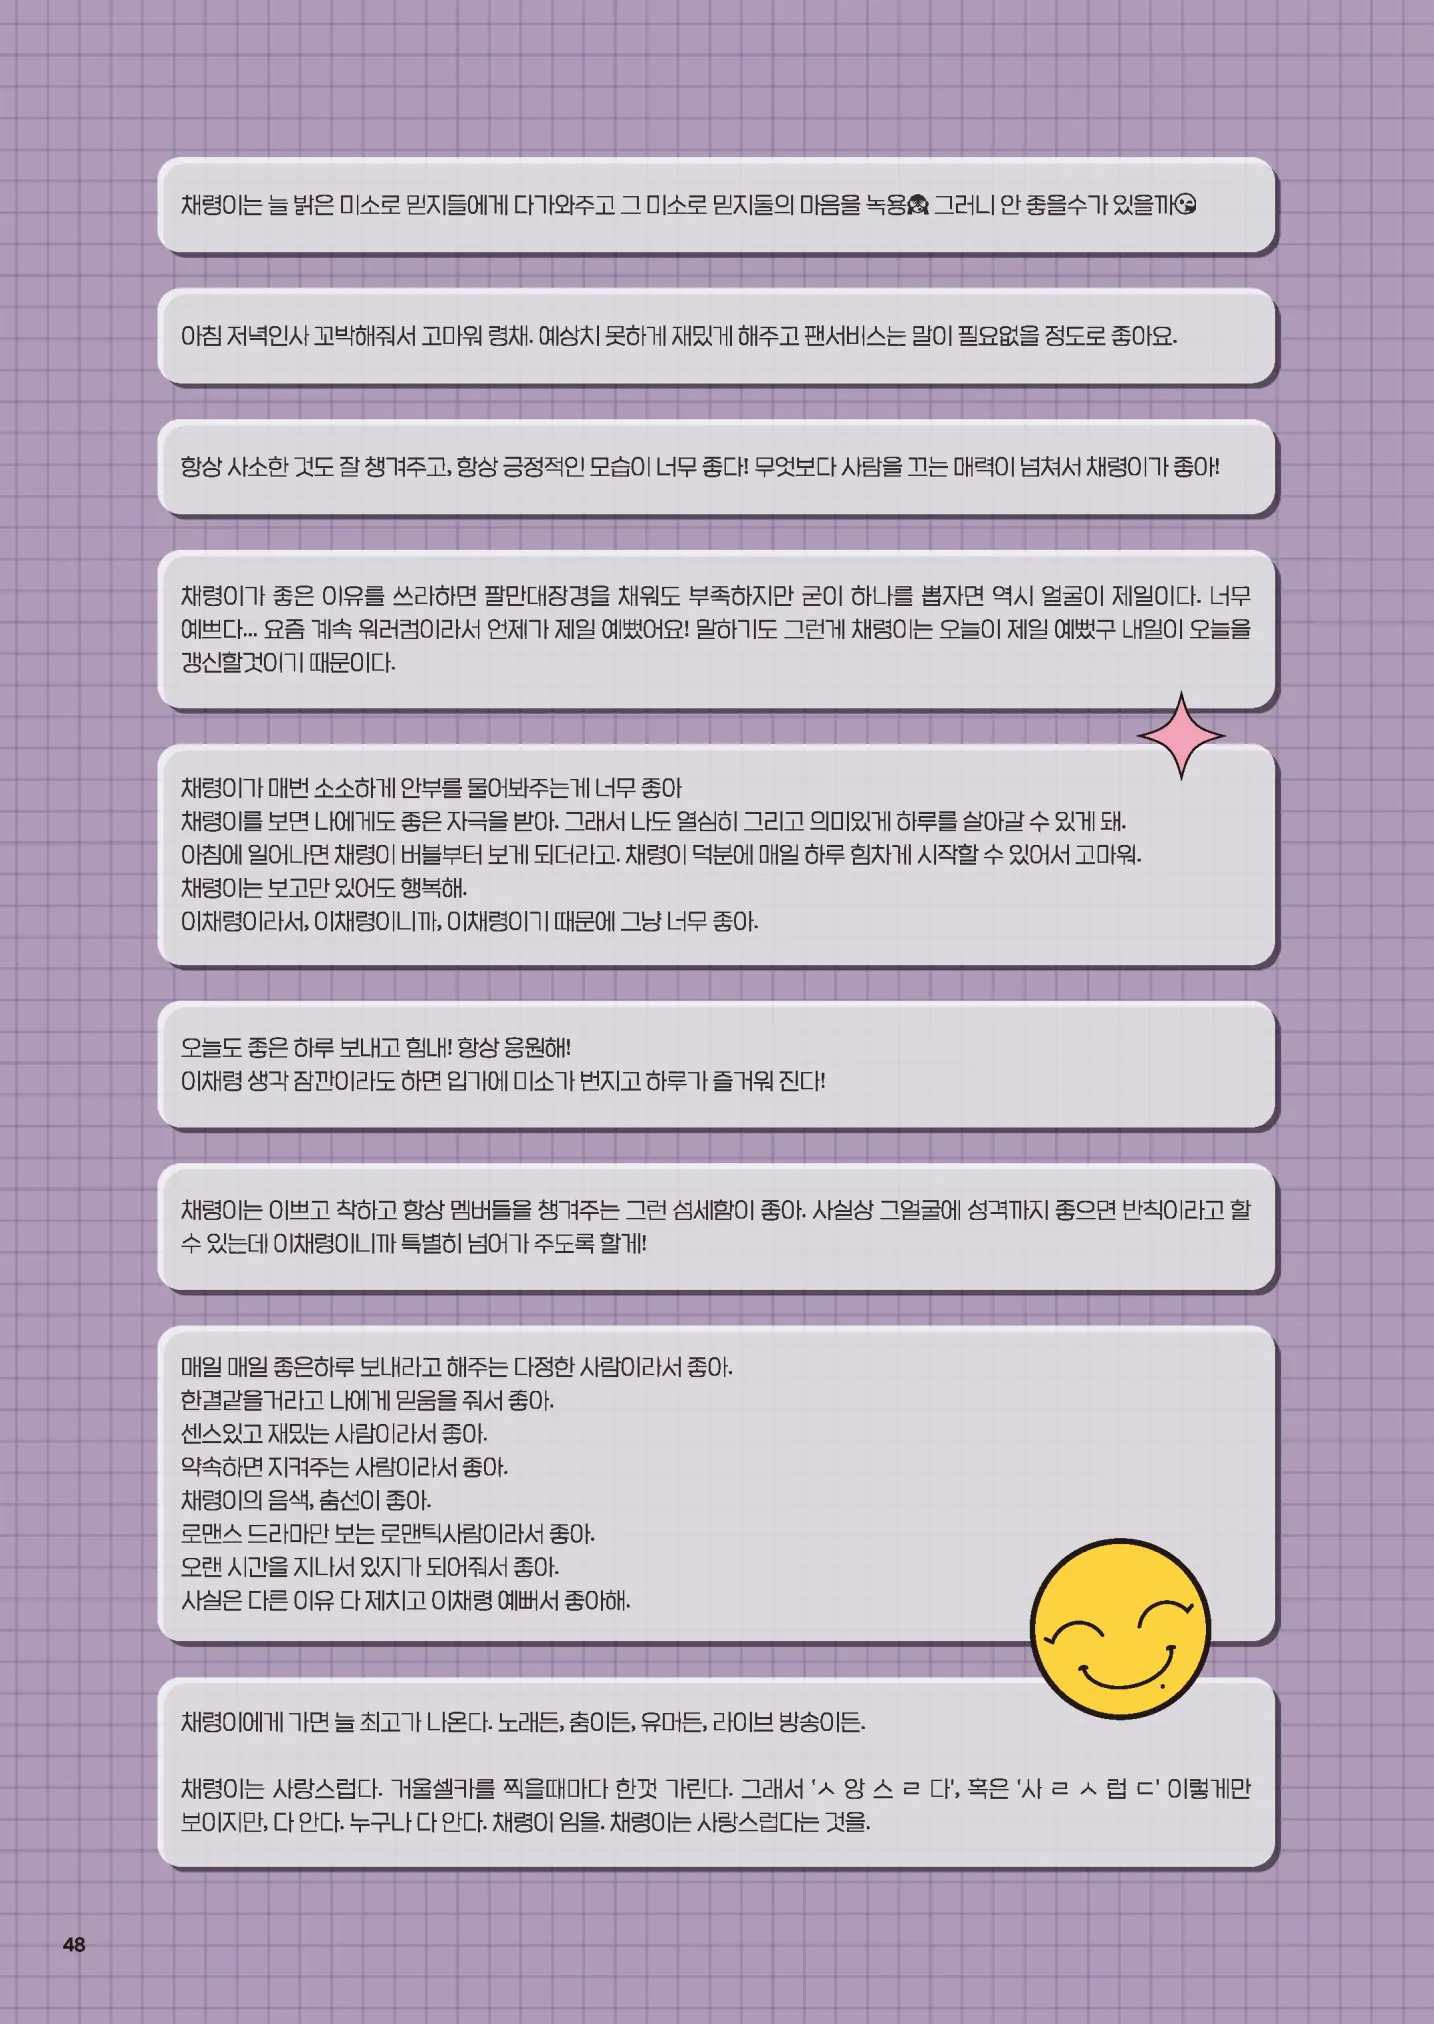 채령이는 늘 밝은 미소로 믿지들에게 다가와주고 그 미소로 믿지들의 마음을 녹용🙈 그러니 안 좋을수가 있을까😘
아침 저녁인사 꼬박해줘서 고마워 령채. 예상치 못하게 재밌게 해주고 팬서비스는 말이 필요없을 정도로 좋아요.
항상 사소한 것도 잘 챙겨주고, 항상 긍정적인 모습이 너무 좋다! 무엇보다 사람을 끄는 매력이 넘쳐서 채령이가 좋아!
채령이가 좋은 이유를 쓰라하면 팔만대장경을 채워도 부족하지만 굳이 하나를 뽑자면 역시 얼굴이 제일이다. 너무
예쁘다... 요즘 계속 워러컴이라서 언제가 제일 예뻤어요! 말하기도 그런게 채령이는 오늘이 제일 예뻤구 내일이 오늘을
갱신할것이기 때문이다.
채령이가 매번 소소하게 안부를 물어봐주는게 너무 좋아
채령이를 보면 나에게도 좋은 자극을 받아. 그래서 나도 열심히 그리고 의미있게 하루를 살아갈 수 있게 돼.
아침에 일어나면 채령이 버블부터 보게 되더라고. 채령이 덕분에 매일 하루 힘차게 시작할 수 있어서 고마워.
채령이는 보고만 있어도 행복해.
이채령이라서, 이채령이니까, 이채령이기 때문에 그냥 너무 좋아.
오늘도 좋은 하루 보내고 힘내! 항상 응원해!
이채령 생각 잠깐이라도 하면 입가에 미소가 번지고 하루가 즐거워 진다!
채령이는 이쁘고 착하고 항상 멤버들을 챙겨주는 그런 섬세함이 좋아. 사실상 그얼굴에 성격까지 좋으면 반칙이라고 할
수 있는데 이채령이니까 특별히 넘어가 주도록 할게!
매일 매일 좋은하루 보내라고 해주는 다정한 사람이라서 좋아.
한결같을거라고 나에게 믿음을 줘서 좋아.
센스있고 재밌는 사람이라서 좋아.
약속하면 지켜주는 사람이라서 좋아.
채령이의 음색, 춤선이 좋아.
로맨스 드라마만 보는 로맨틱사람이라서 좋아.
오랜 시간을 지나서 있지가 되어줘서 좋아.
사실은 다른 이유 다 제치고 이채령 예뻐서 좋아해.
채령이에게 가면 늘 최고가 나온다. 노래든, 춤이든, 유머든, 라이브 방송이든.
채령이는 사랑스럽다. 거울셀카를 찍을때마다 한껏 가린다. 그래서 'ㅅ 앙 스 ㄹ 다', 혹은 '사 ㄹ ㅅ 럽 ㄷ' 이렇게만
보이지만, 다 안다. 누구나 다 안다. 채령이 임을. 채령이는 사랑스럽다는 것을.
48